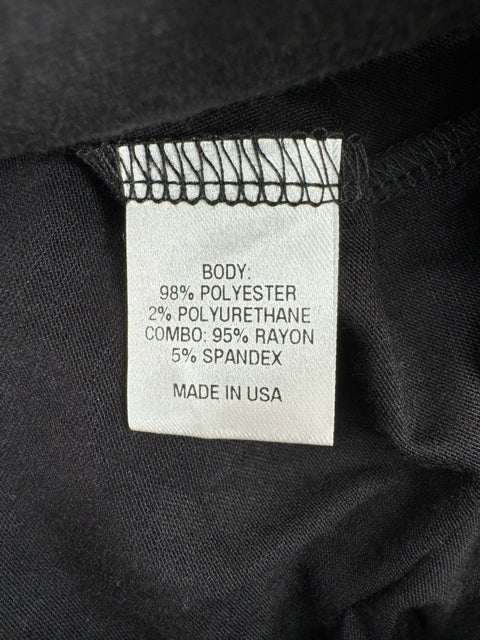 BODY:
98% POLYESTER
2% POLYURETHANE
COMBO: 95% RAYON
5% SPANDEX
MADE IN USA